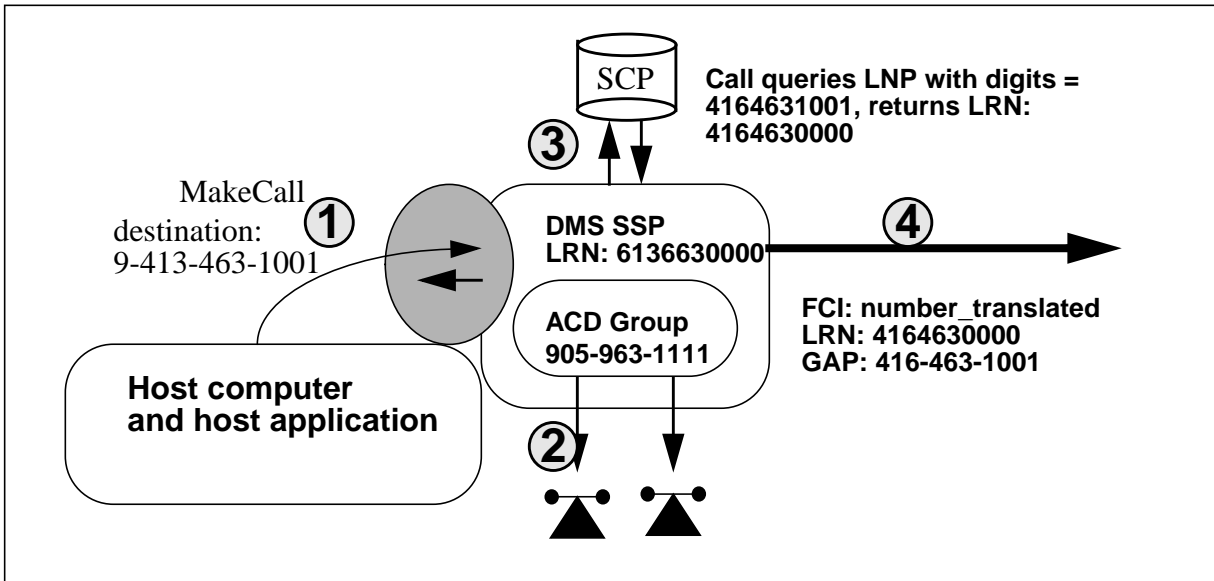 SCP
Call queries LNP with digits =
4164631001, returns LRN:
4164630000
3
MakeCall
destination:
9-413-463-1001
1
DMS SSP
LRN: 6136630000
4
ACD Group
905-963-1111
FCI: number_translated
LRN: 4164630000
GAP: 416-463-1001
Host computer
and host application
2